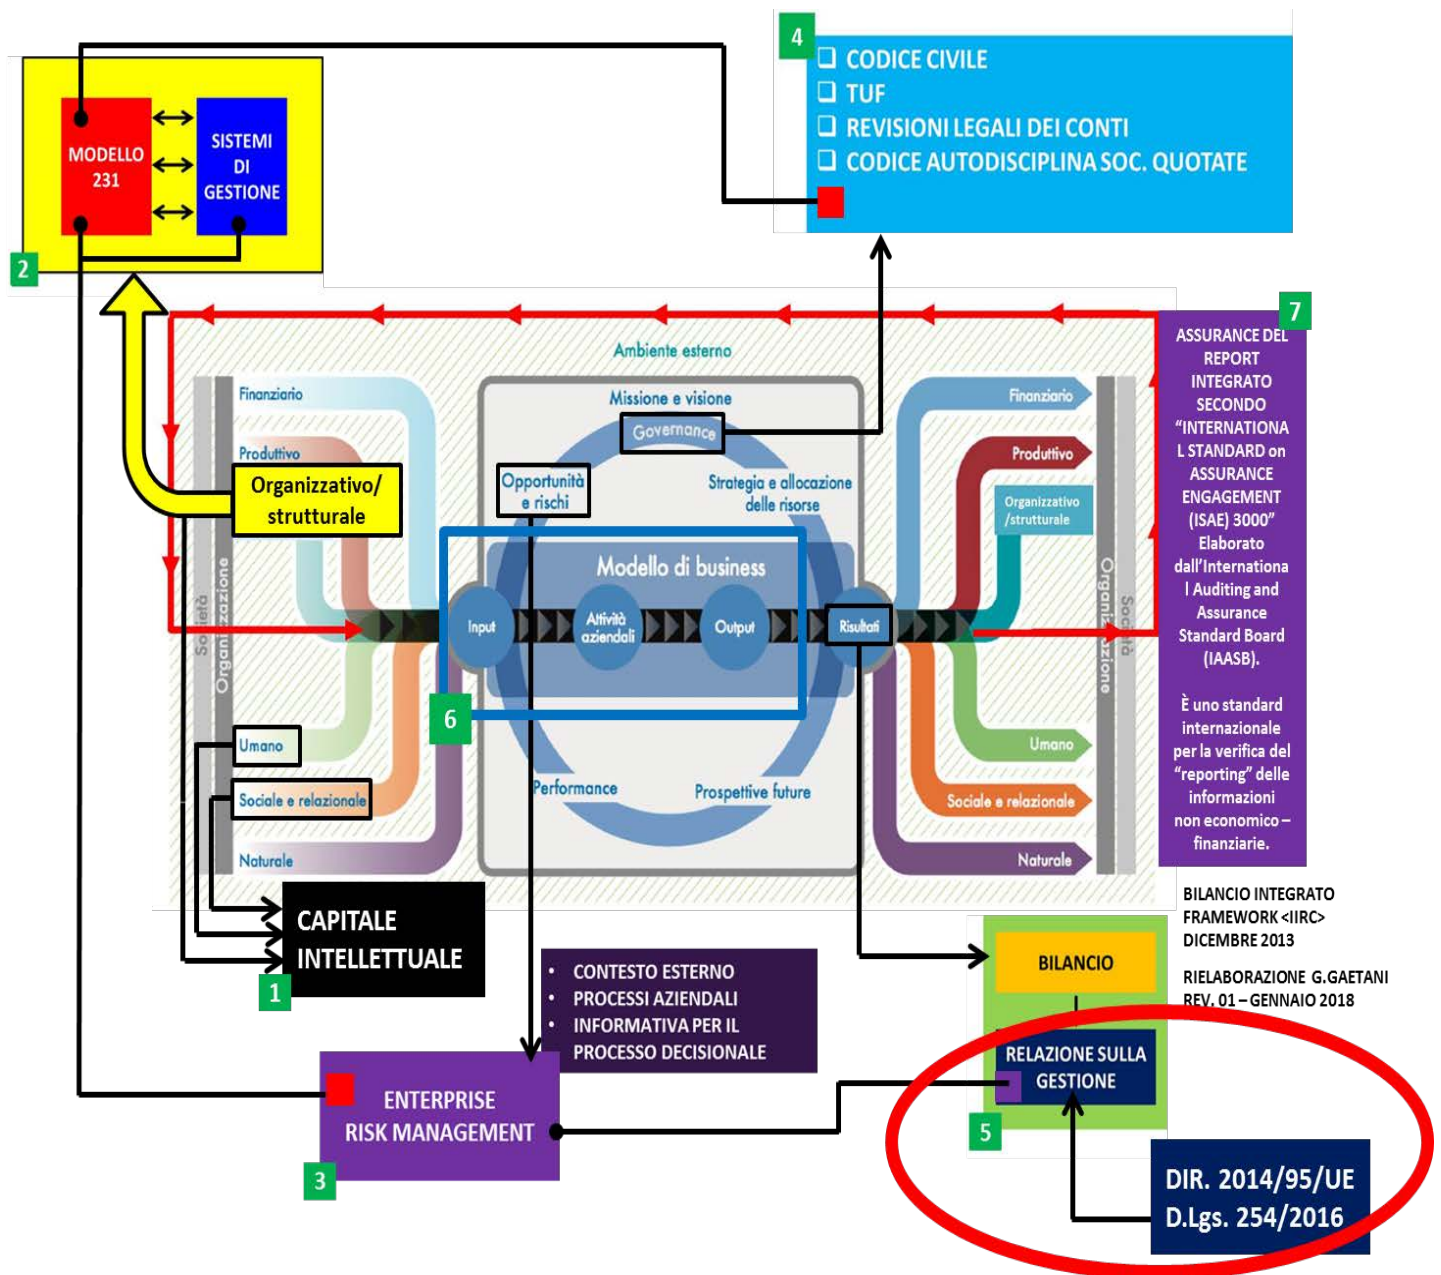 4
CODICE CIVILE
TUF
REVISIONI LEGALI DEI CONTI
CODICE AUTODISCIPLINA SOC. QUOTATE
MODELLO
231
SISTEMI
DI
GESTIONE
2
7
ASSURANCE DEL
REPORT
INTEGRATO
SECONDO
“INTERNATIONA
L STANDARD on
ASSURANCE
ENGAGEMENT
(ISAE) 3000”
Elaborato
dall’Internationa
l Auditing and
Assurance
Standard Board
(IAASB).
È uno standard
internazionale
per la verifica del
“reporting” delle
informazioni
non economico –
finanziarie.
Ambiente esterno
Società
Organizzazione
Finanziario
Produttivo
Organizzativo/
strutturale
Umano
Sociale e relazionale
Naturale
Missione e visione
Governance
Opportunità
e rischi
Strategia e allocazione
delle risorse
Modello di business
Input
Attività
aziendali
Output
Risultati
6
Performance
Prospettive future
Finanziario
Produttivo
Organizzativo
/strutturale
Umano
Sociale e relazionale
Naturale
Organizzazione
Società
CAPITALE
INTELLETTUALE
1
• CONTESTO ESTERNO
• PROCESSI AZIENDALI
• INFORMATIVA PER IL
PROCESSO DECISIONALE
ENTERPRISE
RISK MANAGEMENT
3
BILANCIO
RELAZIONE SULLA
GESTIONE
5
BILANCIO INTEGRATO
FRAMEWORK <IIRC>
DICEMBRE 2013
RIELABORAZIONE G.GAETANI
REV. 01 – GENNAIO 2018
DIR. 2014/95/UE
D.Lgs. 254/2016